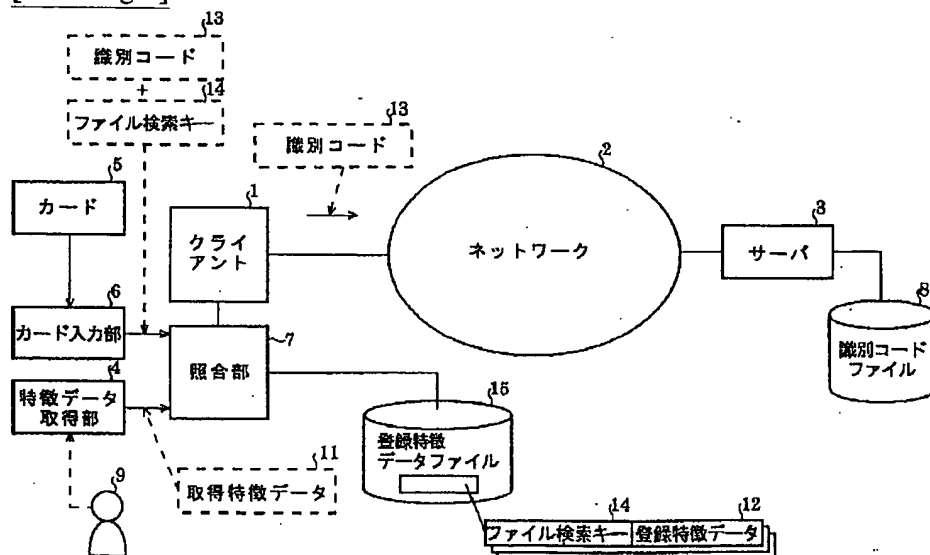 13
識別コード
+
14
ファイル検索キー
13
識別コード
5
カード
1
クライ
アント
2
ネットワーク
3
サーバ
6
カード入力部
7
照合部
8
識別コード
ファイル
4
特徴データ
取得部
15
登録特徴
データファイル
9
11
取得特徴データ
14
12
ファイル検索キー
登録特徴データ